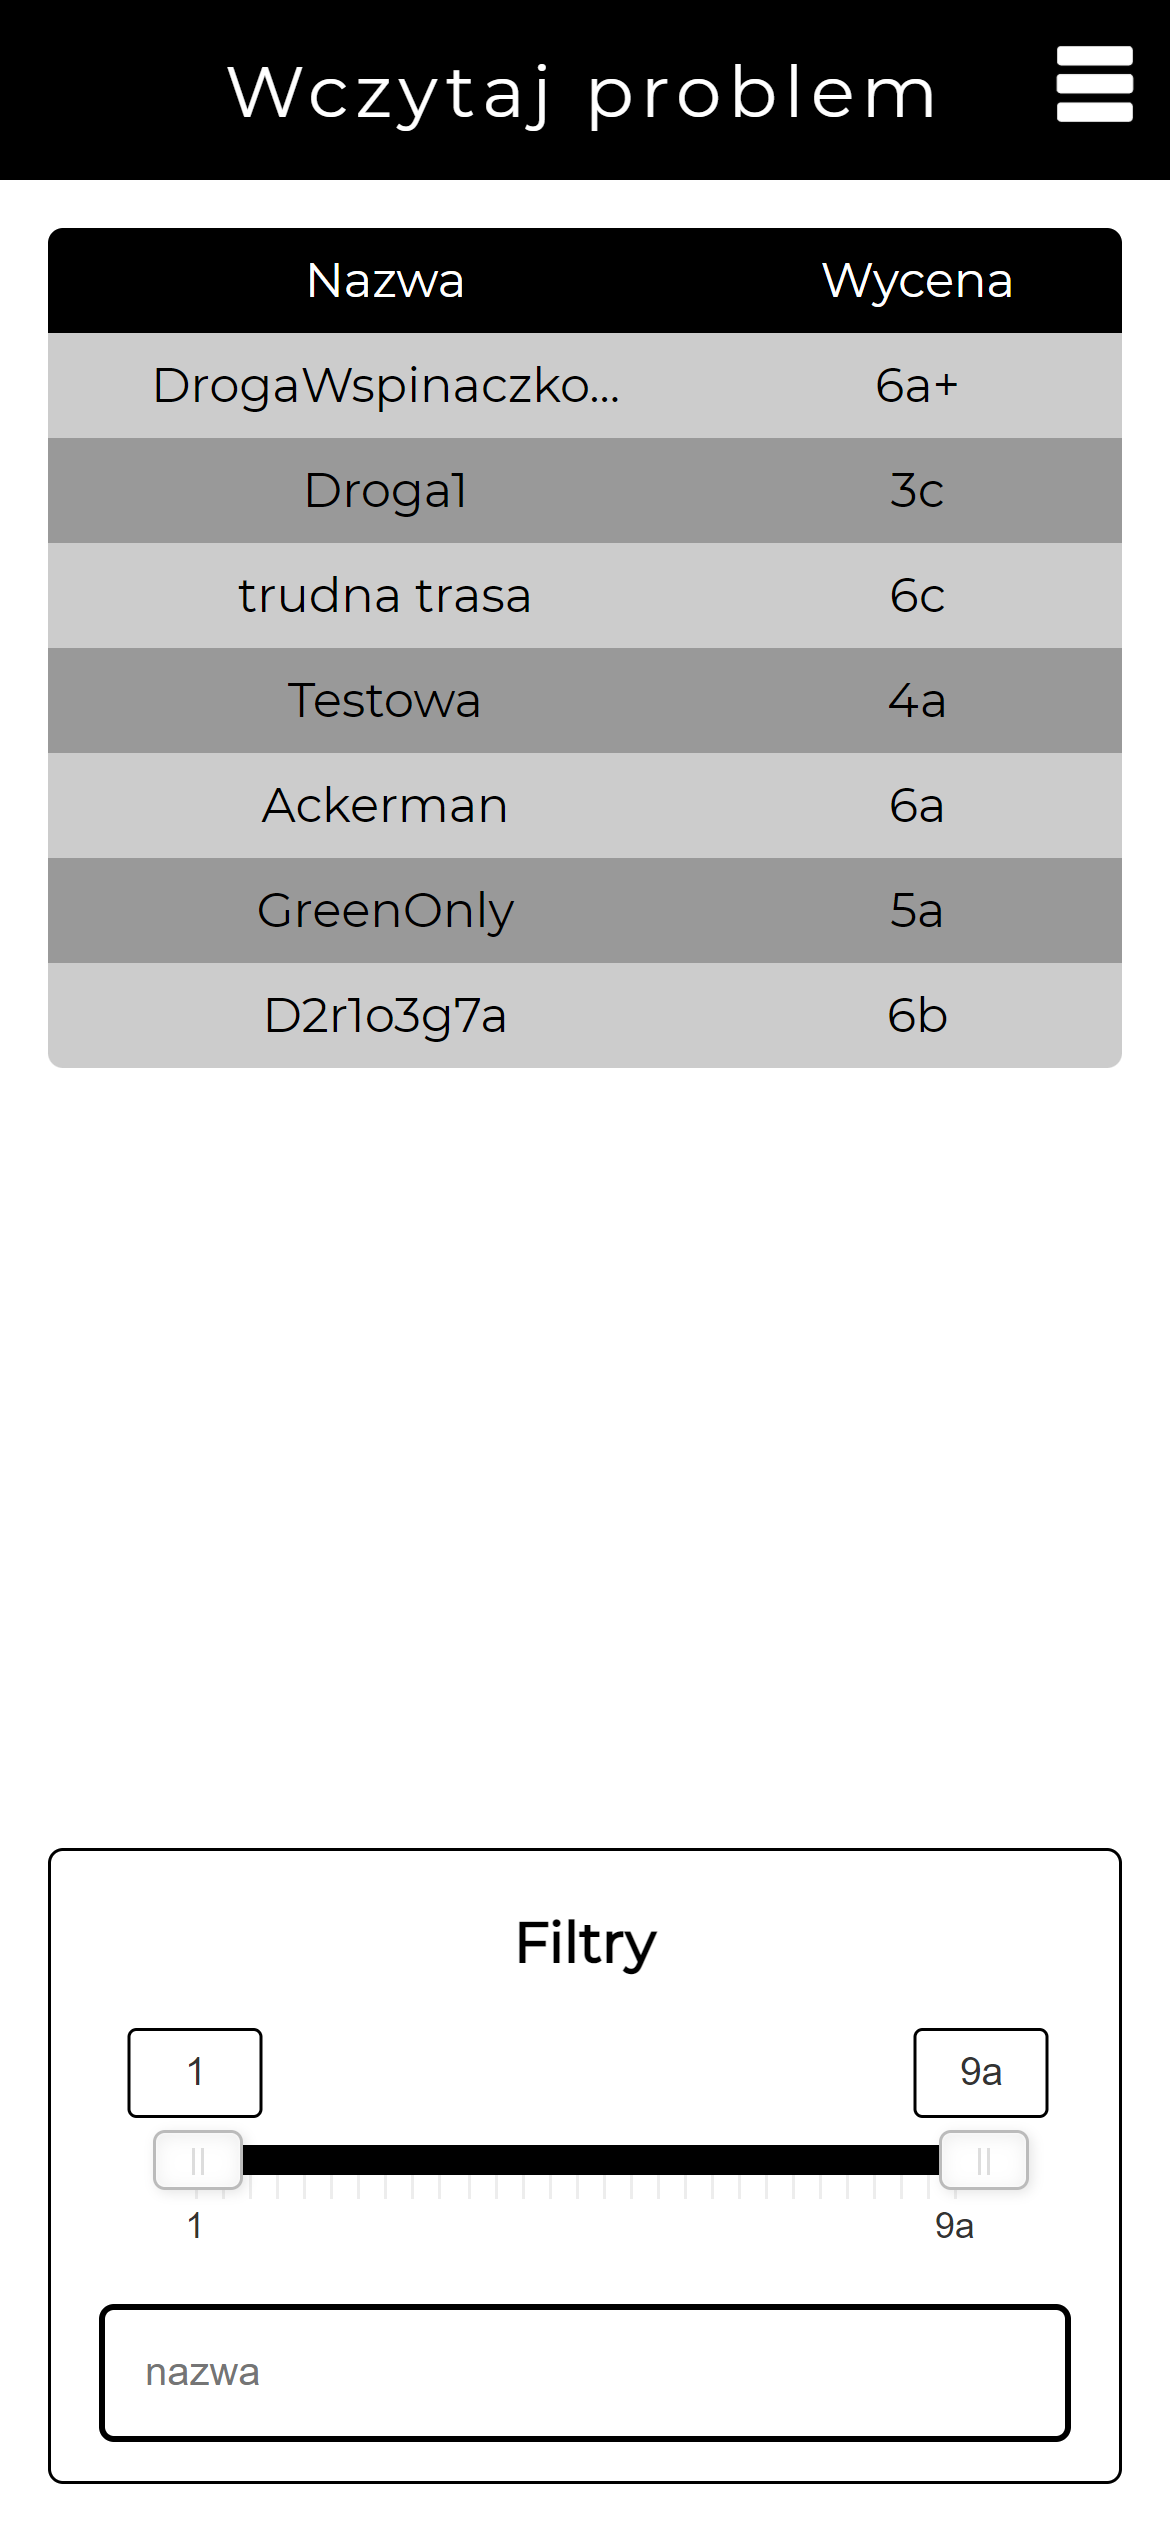 Wczytaj problem
Nazwa Wycena
DrogaWspinaczko... 6a+
Droga1 3c
trudna trasa 6c
Testowa 4a
Ackerman 6a
GreenOnly 5a
D2r1o3g7a 6b
Filtry
1 9a
1 9a
nazwa